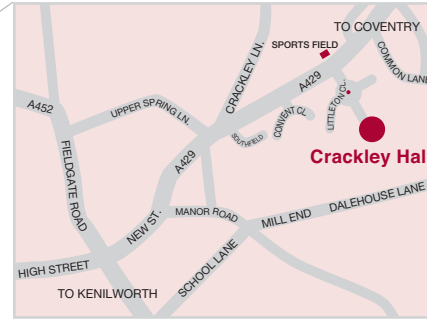 TO COVENTRY
SPORTS FIELD
COMMON LANE
CRACKLEY LN.
A429
A452
UPPER SPRING LN.
LITTLETON CL.
CONVENT CL
SOUTHFIELD
Crackley Hal
A429
FIELDGATE ROAD
DALEHOUSE LANE
MANOR ROAD
MILL END
NEW ST.
HIGH STREET
SCHOOL LANE
TO KENILWORTH